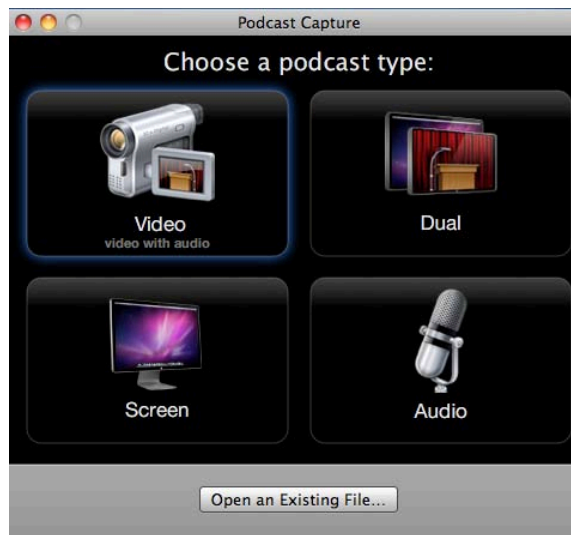 Podcast Capture
Choose a podcast type:
Video
video with audio
Dual
Screen
Audio
Open an Existing File...